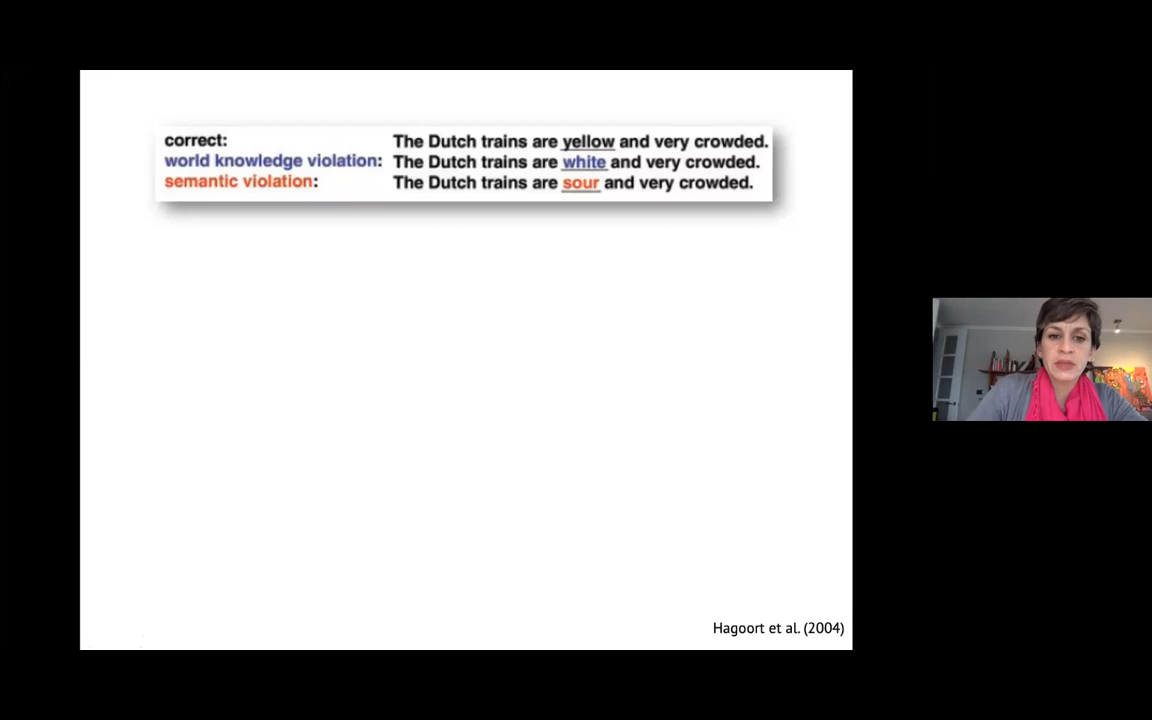 correct: The Dutch trains are yellow and very crowded.
world knowledge violation: The Dutch trains are white and very crowded.
semantic violation: The Dutch trains are sour and very crowded.
Hagoort et al. (2004)